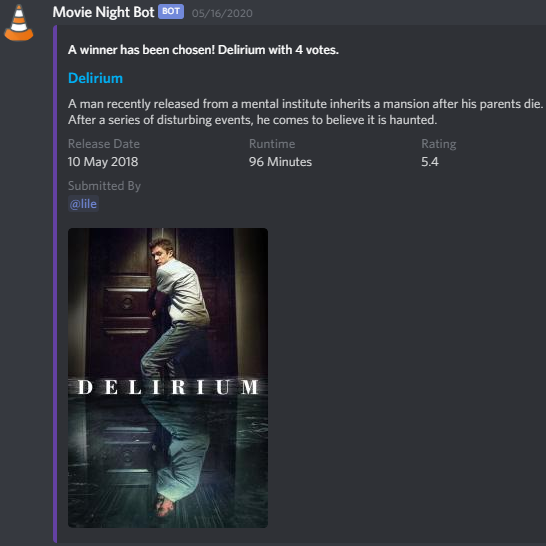 Movie Night Bot BOT 05/16/2020
A winner has been chosen! Delirium with 4 votes.
Delirium
A man recently released from a mental institute inherits a mansion after his parents die.
After a series of disturbing events, he comes to believe it is haunted.
Release Date Runtime Rating
10 May 2018 96 Minutes 5.4
Submitted By
@lile
DELIRIUM